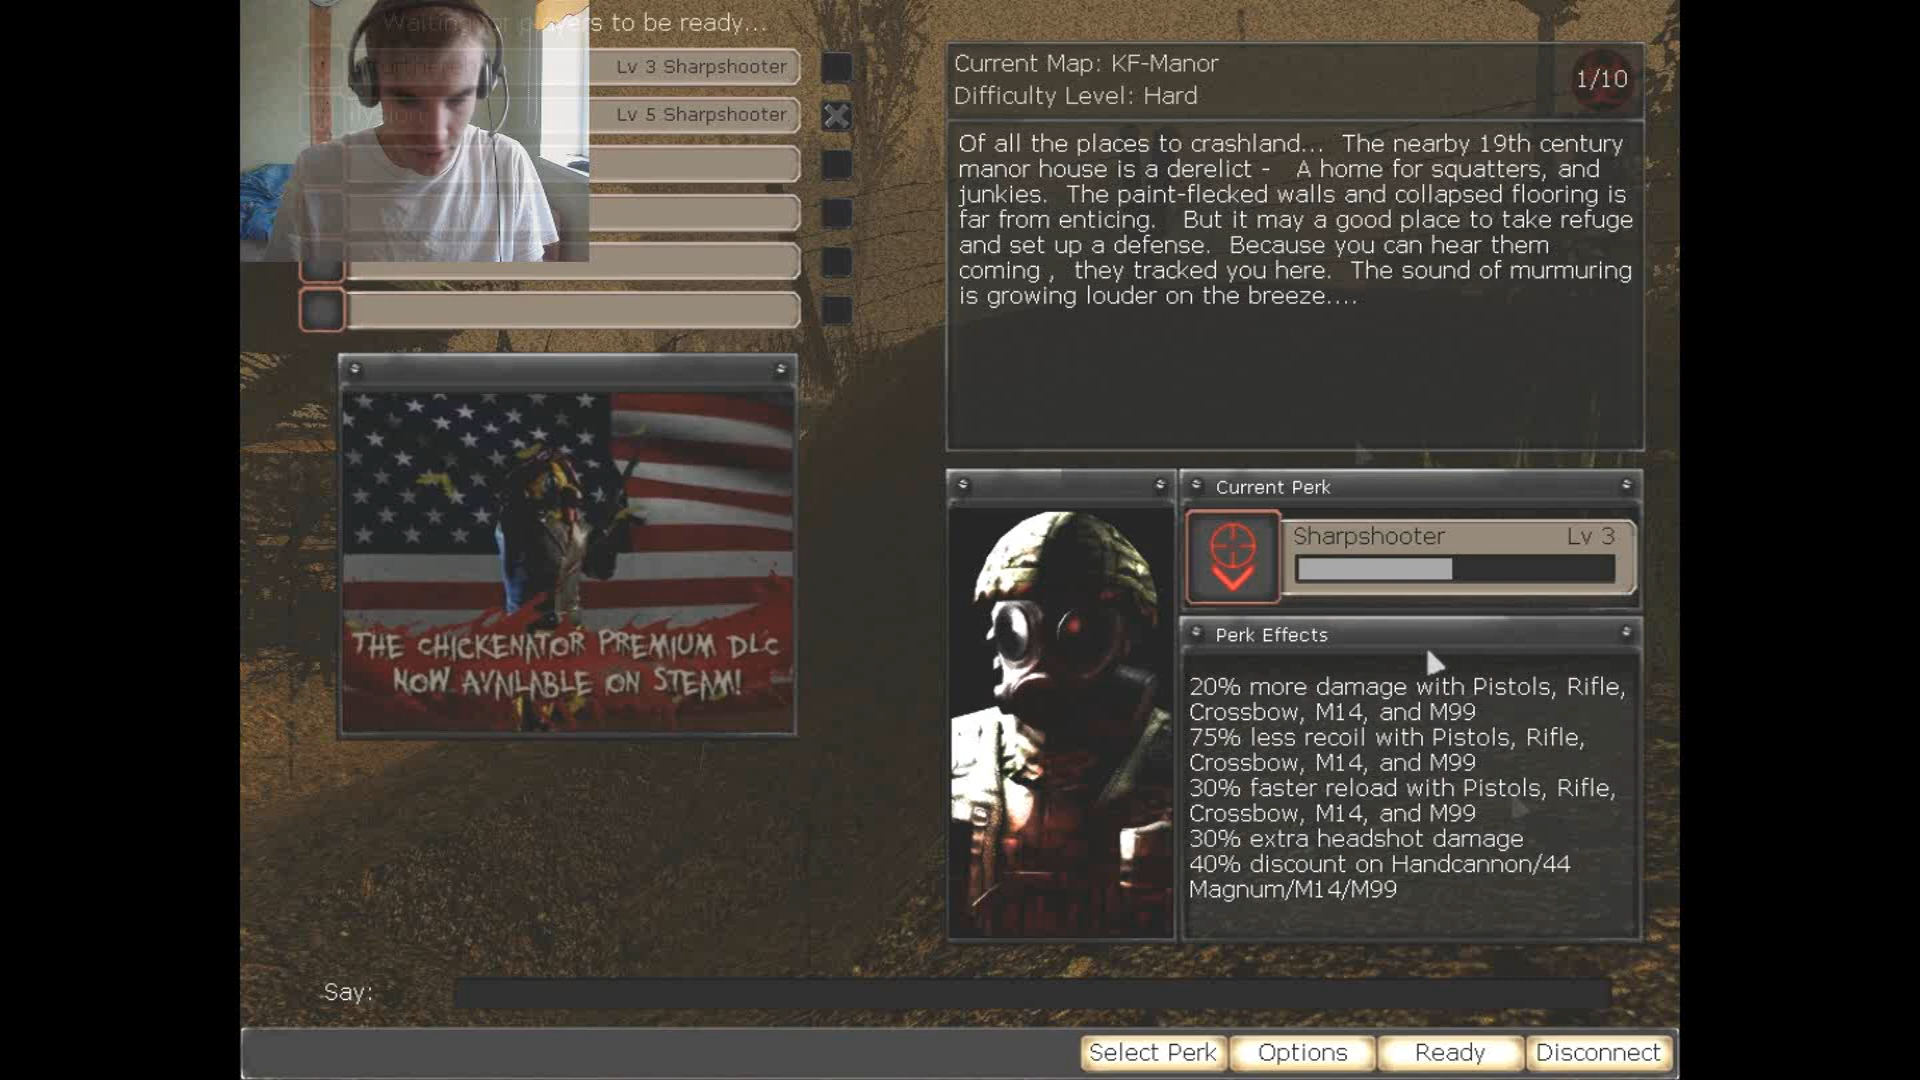 Waiting for players to be ready...
Lv 3 Sharpshooter
Lv 5 Sharpshooter
Current Map: KF-Manor
Difficulty Level: Hard
1/10
Of all the places to crashland... The nearby 19th century
manor house is a derelict - A home for squatters, and
junkies. The paint-flecked walls and collapsed flooring is
far from enticing. But it may a good place to take refuge
and set up a defense. Because you can hear them
coming , they tracked you here. The sound of murmuring
is growing louder on the breeze....
THE CHICKENATOR PREMIUM DLC
NOW AVAILABLE ON STEAM!
Current Perk
Sharpshooter Lv 3
Perk Effects
20% more damage with Pistols, Rifle,
Crossbow, M14, and M99
75% less recoil with Pistols, Rifle,
Crossbow, M14, and M99
30% faster reload with Pistols, Rifle,
Crossbow, M14, and M99
30% extra headshot damage
40% discount on Handcannon/44
Magnum/M14/M99
Say:
Select Perk
Options
Ready
Disconnect